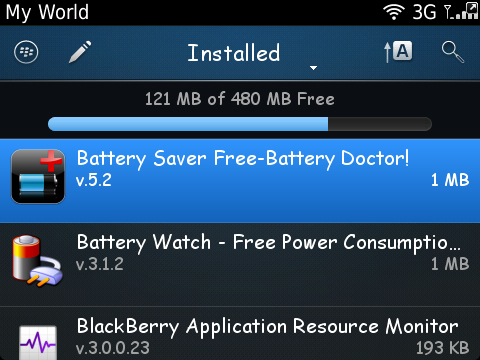 My World 3G
Installed A
121 MB of 480 MB Free
Battery Saver Free-Battery Doctor!
v.5.2 1 MB
Battery Watch - Free Power Consumptio...
v.3.1.2 1 MB
BlackBerry Application Resource Monitor
v.3.0.0.23 193 KB